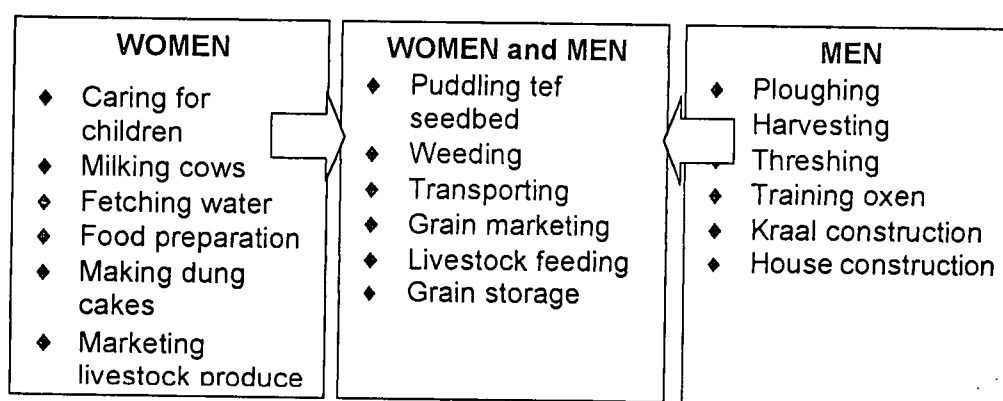 WOMEN
◆ Caring for
children
◆ Milking cows
◆ Fetching water
◆ Food preparation
◆ Making dung
cakes
◆ Marketing
livestock produce
WOMEN and MEN
◆ Puddling tef
seedbed
◆ Weeding
◆ Transporting
◆ Grain marketing
◆ Livestock feeding
◆ Grain storage
MEN
◆ Ploughing
Harvesting
◆ Threshing
◆ Training oxen
◆ Kraal construction
◆ House construction